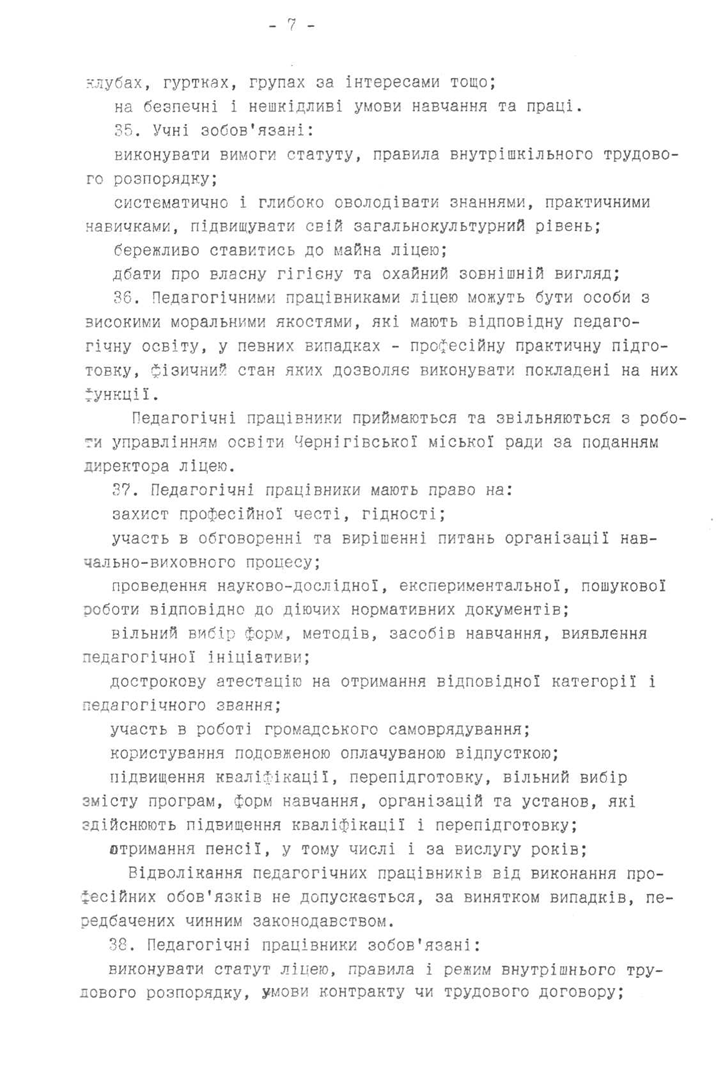 - 7 -
клубах, гуртках, групах за інтересами тощо;
на безпечні і нешкідливі умови навчання та праці.
35. Учні зобов'язані:
виконувати вимоги статуту, правила внутрішкільного трудово-
го розпорядку;
систематично і глибоко оволодівати знаннями, практичними
навичками, підвищувати свій загальнокультурний рівень;
бережливо ставитись до майна ліцею;
дбати про власну гігієну та охайний зовнішній вигляд;
36. Педагогічними працівниками ліцею можуть бути особи з
високими моральними якостями, які мають відповідну педаго-
гічну освіту, у певних випадках - професійну практичну підго-
товку, фізичний стан яких дозволяє виконувати покладені на них
функції.
Педагогічні працівники приймаються та звільняються з робо-
ти управлінням освіти Чернігівської міської ради за поданням
директора ліцею.
37. Педагогічні працівники мають право на:
захист професійної честі, гідності;
участь в обговоренні та вирішенні питань організації нав-
чально-виховного процесу;
проведення науково-дослідної, експериментальної, пошукової
роботи відповідно до діючих нормативних документів;
вільний вибір форм, методів, засобів навчання, виявлення
педагогічної ініціативи;
дострокову атестацію на отримання відповідної категорії і
педагогічного звання;
участь в роботі громадського самоврядування;
користування подовженою оплачуваною відпусткою;
підвищення кваліфікації, перепідготовку, вільний вибір
змісту програм, форм навчання, організацій та установ, які
здійснюють підвищення кваліфікації і перепідготовку;
отримання пенсії, у тому числі і за вислугу років;
Відволікання педагогічних працівників від виконання про-
фесійних обов'язків не допускається, за винятком випадків, пе-
редбачених чинним законодавством.
38. Педагогічні працівники зобов'язані:
виконувати статут ліцею, правила і режим внутрішнього тру-
дового розпорядку, умови контракту чи трудового договору;